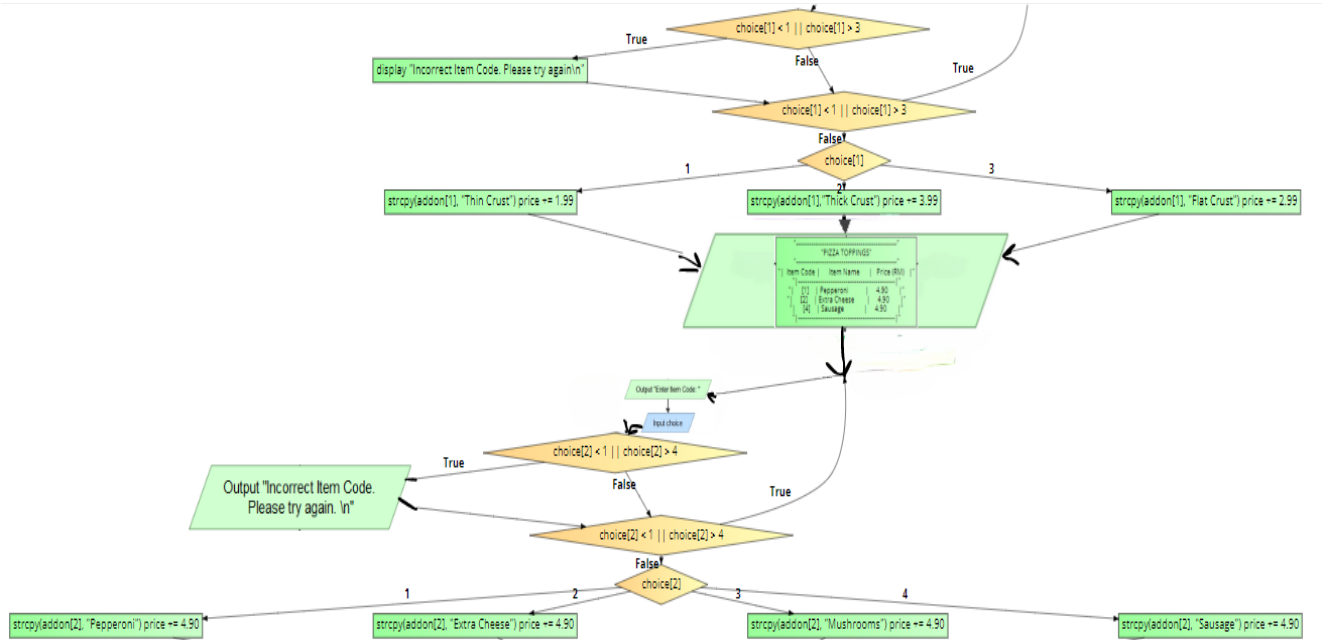 choice[1] < 1 || choice[1] > 3
True
False
True
display "Incorrect Item Code. Please try again\n"
choice[1] < 1 || choice[1] > 3
False
choice[1]
1
2
3
strcpy(addon[1], "Thin Crust") price += 1.99
strcpy(addon[1],"Thick Crust") price += 3.99
strcpy(addon[1], "Flat Crust") price += 2.99
"PIZZA TOPPINGS"
"| Item Code | Item Name | Price (RM) |"
"| [1] | Pepperoni | 4.90 |"
"| [2] | Extra Cheese | 4.90 |"
"| [4] | Sausage | 4.90 |"
Output "Enter Item Code: "
Input choice
choice[2] < 1 || choice[2] > 4
True
False
True
Output "Incorrect Item Code.
Please try again. \n"
choice[2] < 1 || choice[2] > 4
False
choice[2]
1
2
3
4
strcpy(addon[2], "Pepperoni") price += 4.90
strcpy(addon[2], "Extra Cheese") price += 4.90
strcpy(addon[2], "Mushrooms") price += 4.90
strcpy(addon[2], "Sausage") price += 4.90